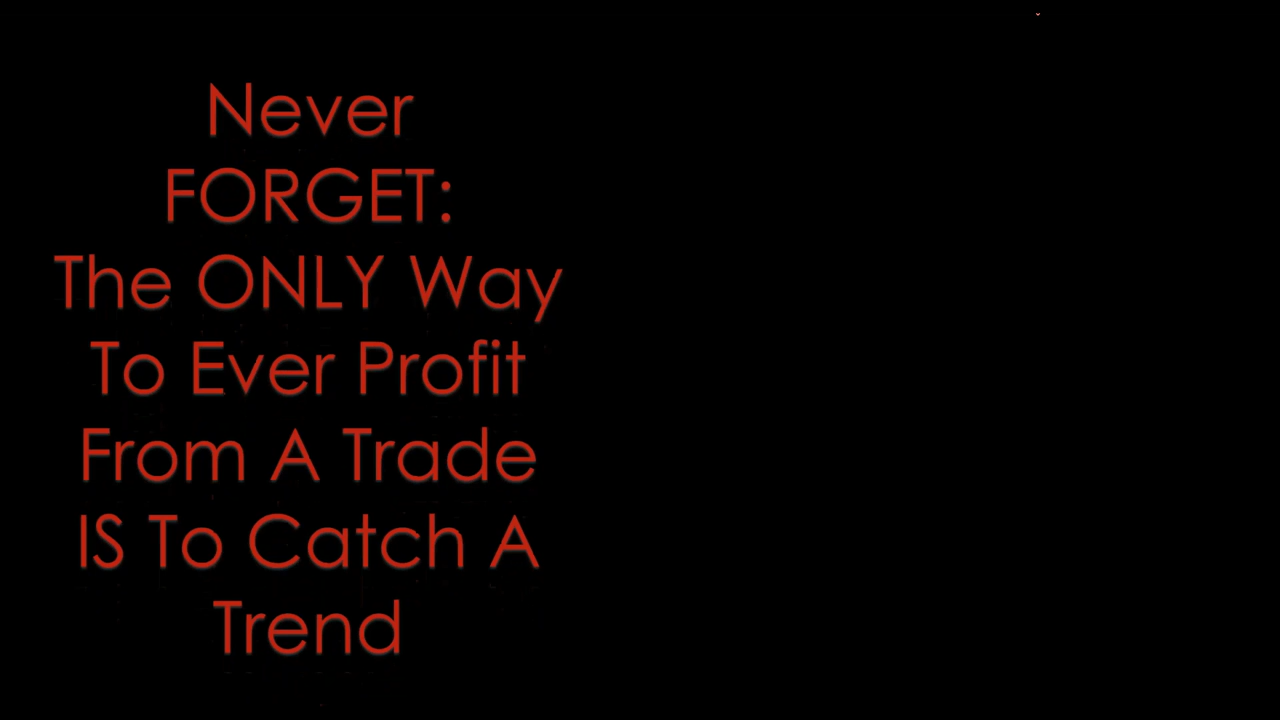 Never
FORGET:
The ONLY Way
To Ever Profit
From A Trade
IS To Catch A
Trend